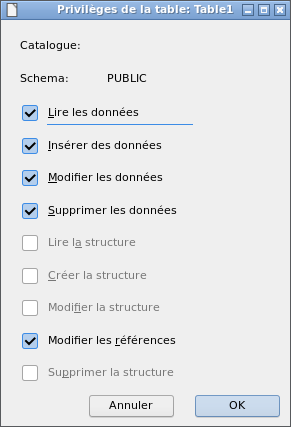 Privilèges de la table: Table1
Catalogue:
Schema: PUBLIC
Lire les données
Insérer des données
Modifier les données
Supprimer les données
Lire la structure
Créer la structure
Modifier la structure
Modifier les références
Supprimer la structure
Annuler OK